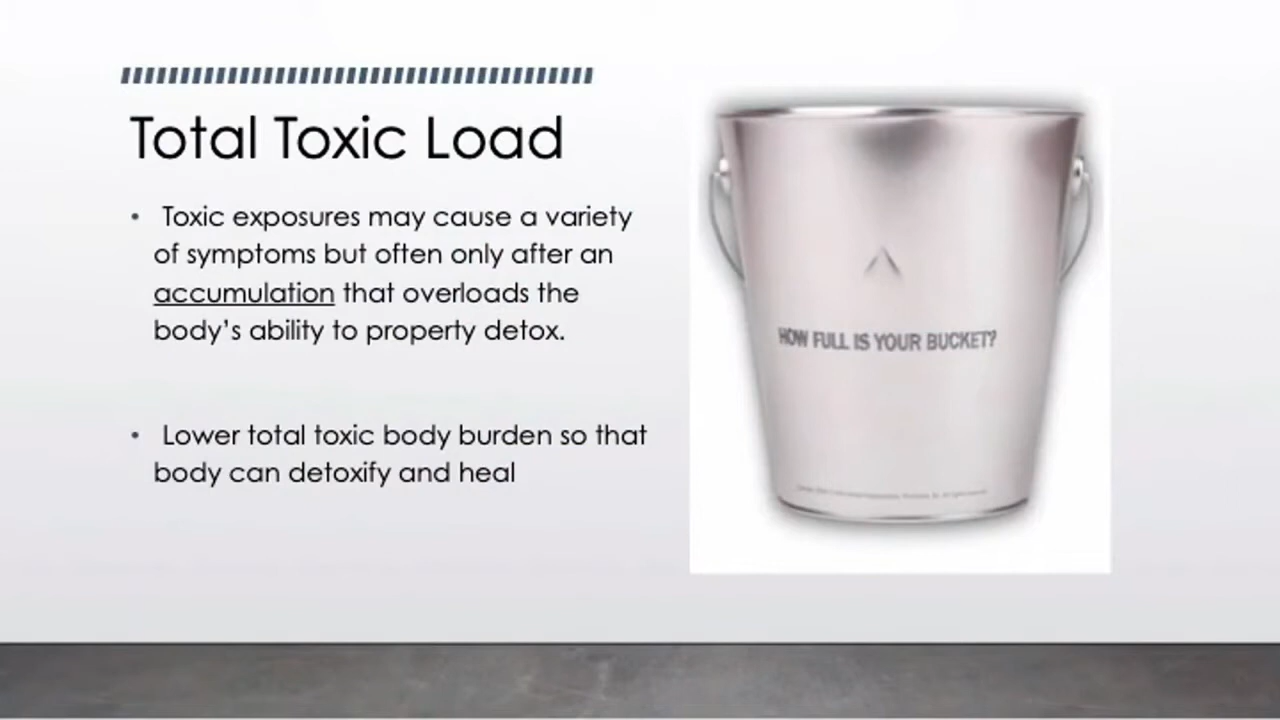 Total Toxic Load
• Toxic exposures may cause a variety
of symptoms but often only after an
accumulation that overloads the
body's ability to property detox.
• Lower total toxic body burden so that
body can detoxify and heal
HOW FULL IS YOUR BUCKET?